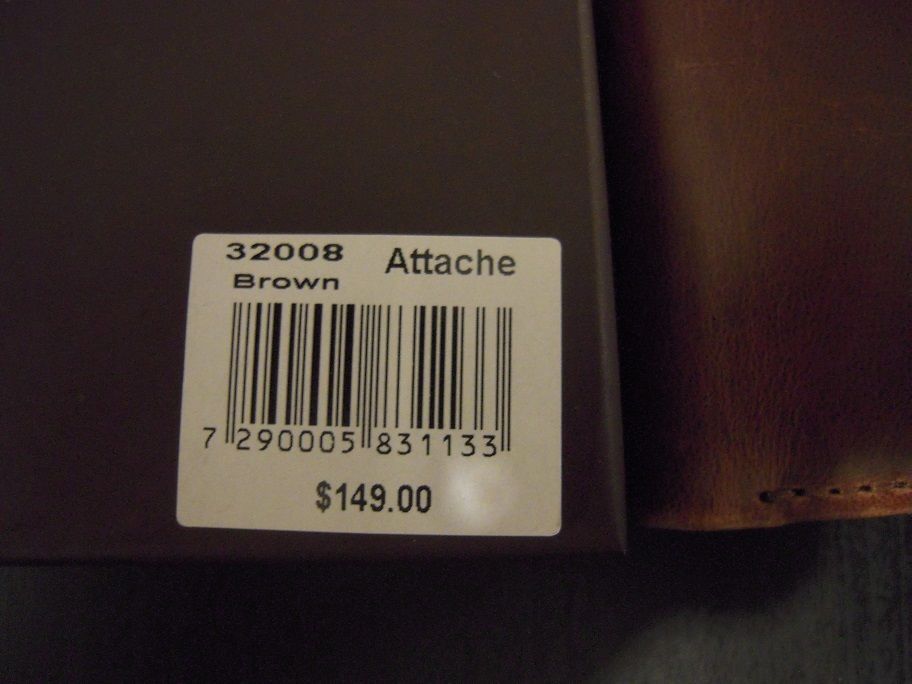 32008 Attache
Brown
7 290005 831133
$149.00